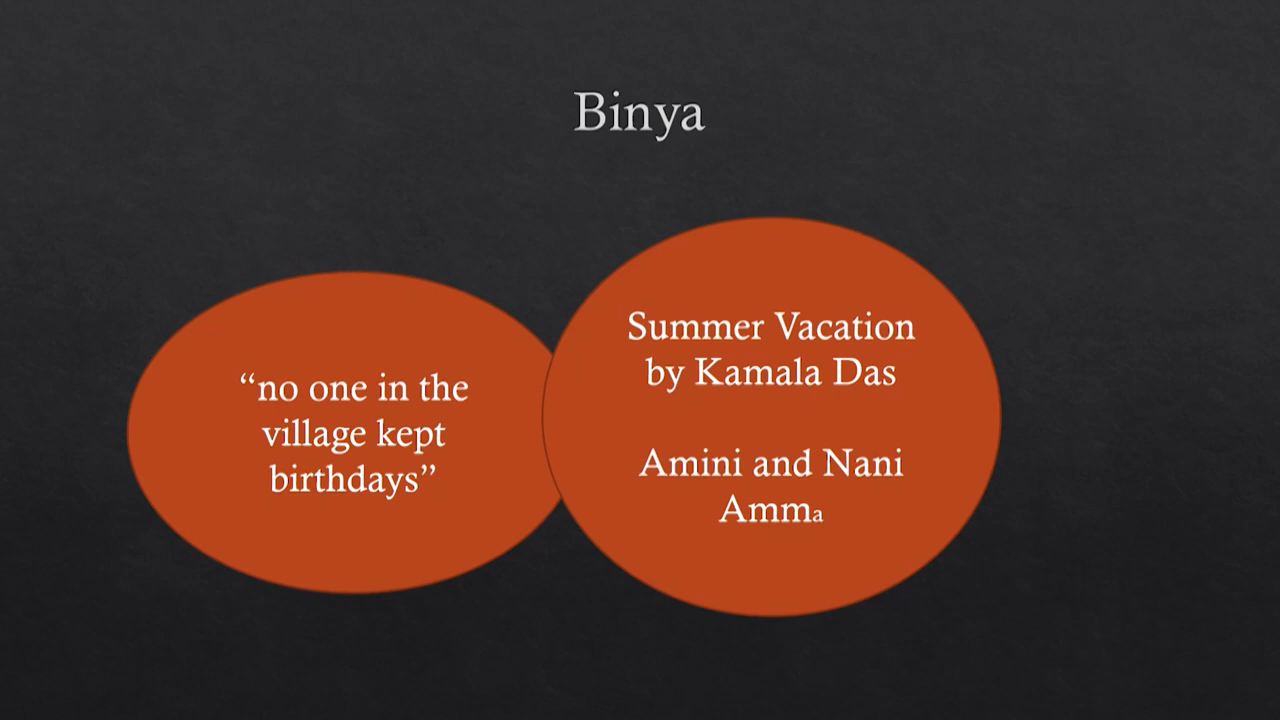 Binya
“no one in the
village kept
birthdays”
Summer Vacation
by Kamala Das
Amini and Nani
Amma